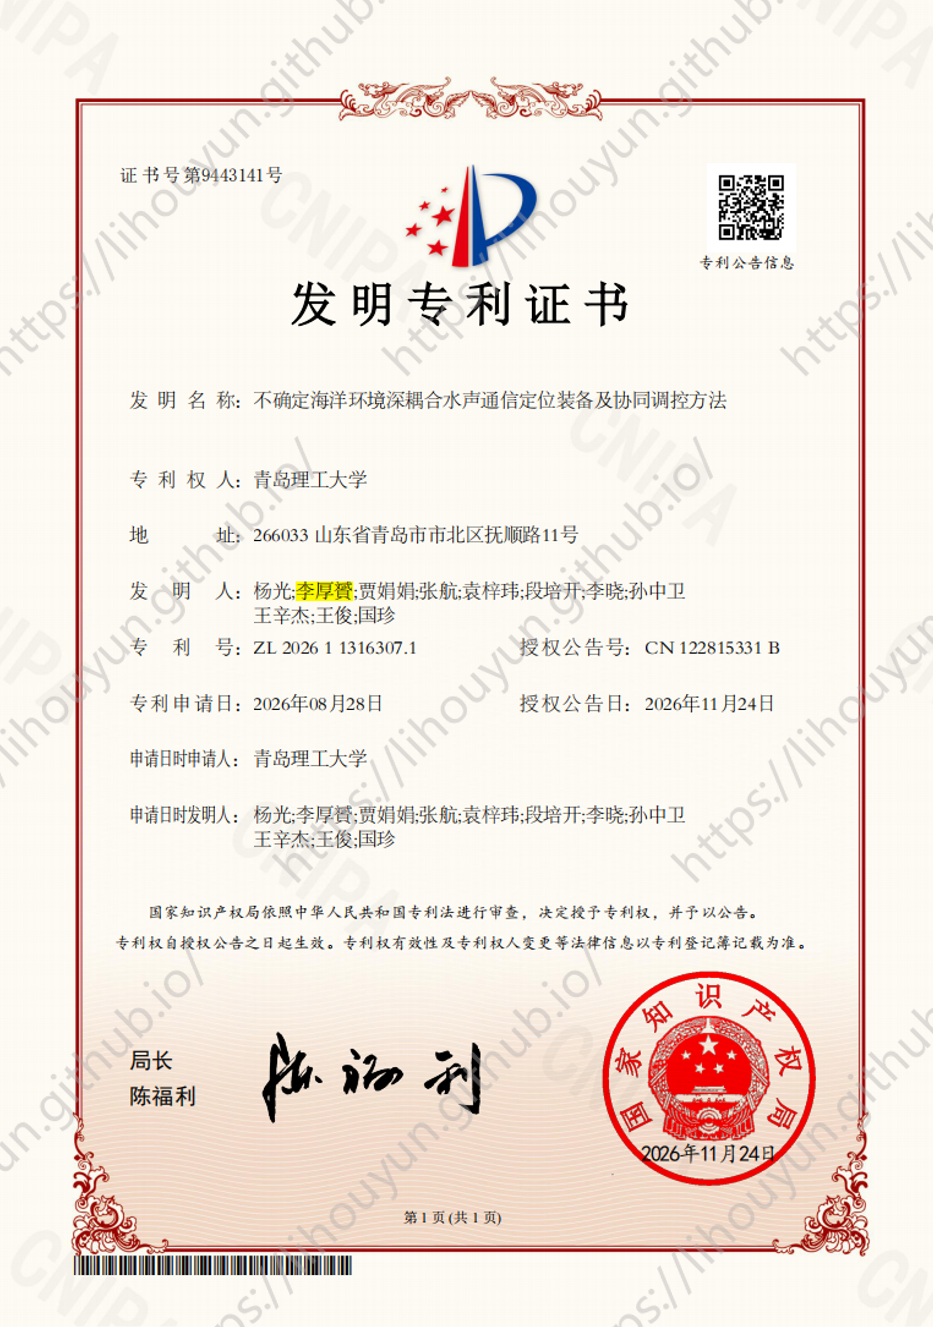 证书号第9443141号
专利公告信息
发明专利证书
发明名称：不确定海洋环境深耦合水声通信定位装备及协同调控方法
专利权人：青岛理工大学
地址：266033 山东省青岛市市北区抚顺路11号
发明人：杨光;李厚贇;贾娟娟;张航;袁梓玮;段培开;李晓;孙中卫
王辛杰;王俊;国珍
专利号：ZL 2026 1 1316307.1 授权公告号：CN 122815331 B
专利申请日：2026年08月28日 授权公告日：2026年11月24日
申请日时申请人：青岛理工大学
申请日时发明人：杨光;李厚贇;贾娟娟;张航;袁梓玮;段培开;李晓;孙中卫
王辛杰;王俊;国珍
国家知识产权局依照中华人民共和国专利法进行审查，决定授予专利权，并予以公告。
专利权自授权公告之日起生效。专利权有效性及专利权人变更等法律信息以专利登记簿记载为准。
局长
陈福利
陈福利
国家知识产权局
2026年11月24日
第 1 页 (共 1 页)
CNIPA
https://lihouyun.github.io/